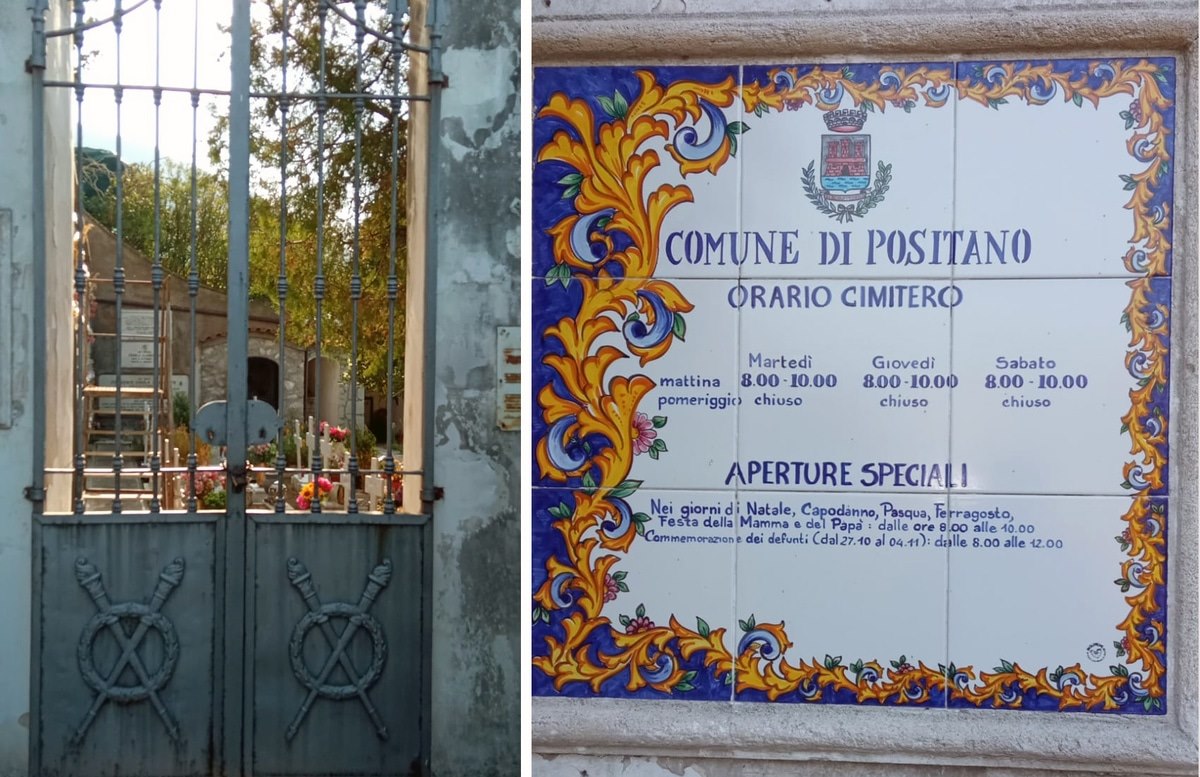 COMUNE DI POSITANO
ORARIO CIMITERO
Martedì Giovedì Sabato
mattina 8.00-10.00 8.00-10.00 8.00-10.00
pomeriggio chiuso chiuso chiuso
APERTURE SPECIALI
Nei giorni di Natale, Capodanno, Pasqua, Ferragosto,
Festa della Mamma e del Papà: dalle ore 8.00 alle 10.00
Commemorazione dei defunti (dal 27.10 al 04.11): dalle 8.00 alle 12.00